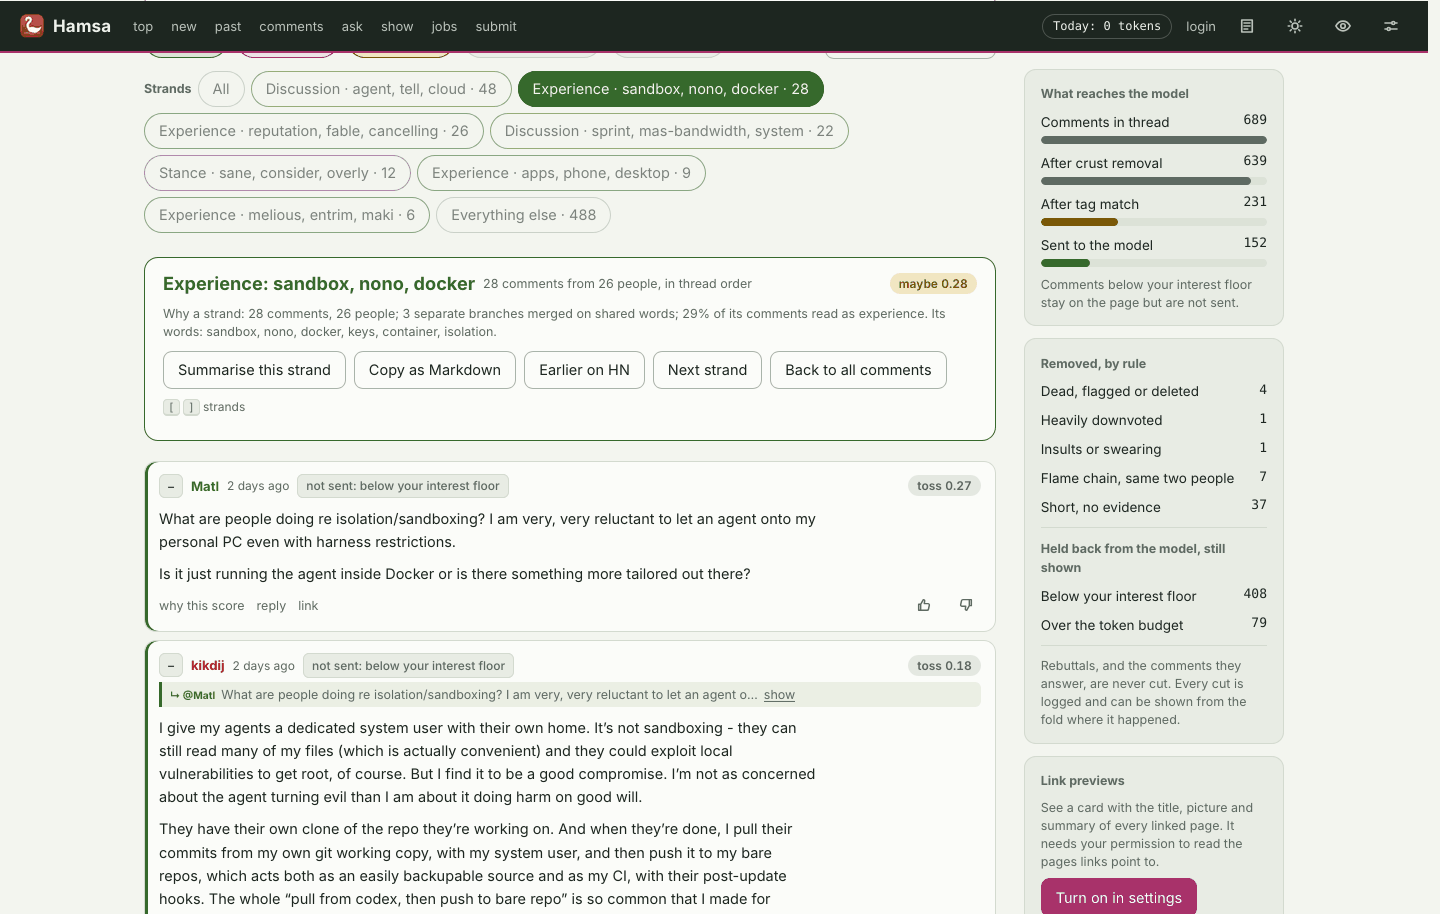 Hamsa
top new past comments ask show jobs submit
Today: 0 tokens login
Strands All Discussion · agent, tell, cloud · 48 Experience · sandbox, nono, docker · 28
Experience · reputation, fable, cancelling · 26 Discussion · sprint, mas-bandwidth, system · 22
Stance · sane, consider, overly · 12 Experience · apps, phone, desktop · 9
Experience · melious, entrim, maki · 6 Everything else · 488
Experience: sandbox, nono, docker 28 comments from 26 people, in thread order maybe 0.28
Why a strand: 28 comments, 26 people; 3 separate branches merged on shared words; 29% of its comments read as experience. Its
words: sandbox, nono, docker, keys, container, isolation.
Summarise this strand Copy as Markdown Earlier on HN Next strand Back to all comments
[ ] strands
– Matl 2 days ago not sent: below your interest floor toss 0.27
What are people doing re isolation/sandboxing? I am very, very reluctant to let an agent onto my
personal PC even with harness restrictions.
Is it just running the agent inside Docker or is there something more tailored out there?
why this score reply link
– kikdij 2 days ago not sent: below your interest floor toss 0.18
↳ @Matl What are people doing re isolation/sandboxing? I am very, very reluctant to let an agent o... show
I give my agents a dedicated system user with their own home. It’s not sandboxing - they can
still read many of my files (which is actually convenient) and they could exploit local
vulnerabilities to get root, of course. But I find it to be a good compromise. I’m not as concerned
about the agent turning evil than I am about it doing harm on good will.
They have their own clone of the repo they’re working on. And when they’re done, I pull their
commits from my own git working copy, with my system user, and then push it to my bare
repos, which acts both as an easily backupable source and as my CI, with their post-update
hooks. The whole “pull from codex, then push to bare repo” is so common that I made for
What reaches the model
Comments in thread 689
After crust removal 639
After tag match 231
Sent to the model 152
Comments below your interest floor
stay on the page but are not sent.
Removed, by rule
Dead, flagged or deleted 4
Heavily downvoted 1
Insults or swearing 1
Flame chain, same two people 7
Short, no evidence 37
Held back from the model, still
shown
Below your interest floor 408
Over the token budget 79
Rebuttals, and the comments they
answer, are never cut. Every cut is
logged and can be shown from the
fold where it happened.
Link previews
See a card with the title, picture and
summary of every linked page. It
needs your permission to read the
pages links point to.
Turn on in settings